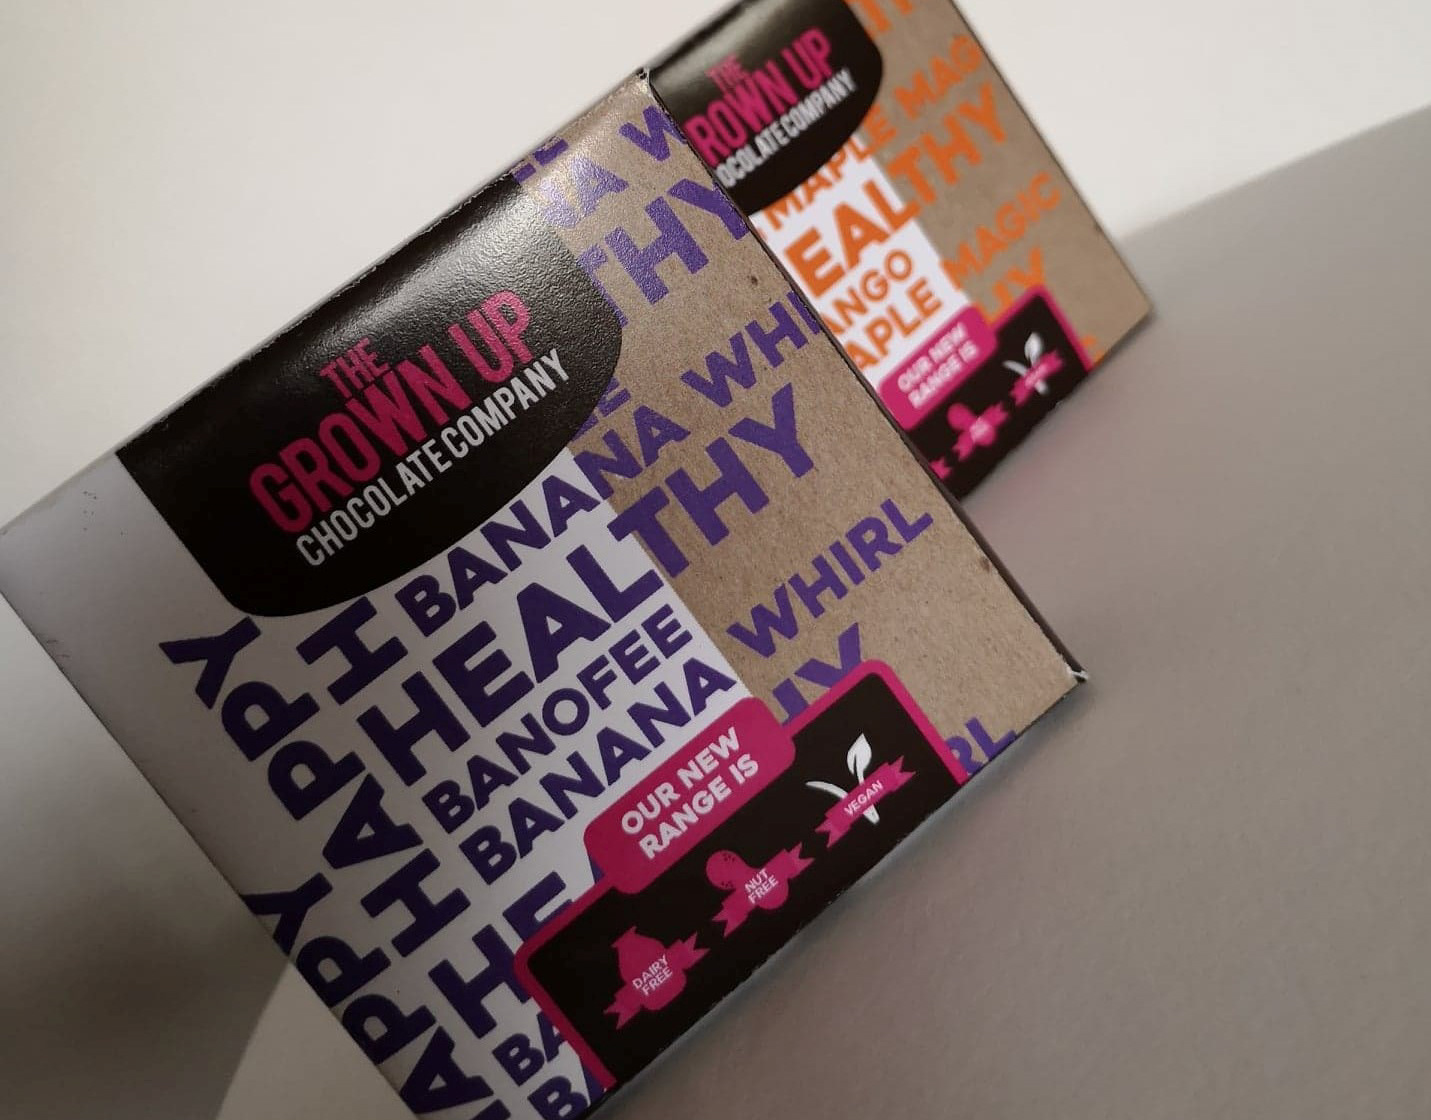 THE
GROWN UP
CHOCOLATE COMPANY
THY
BANANA WHIRL
HEALTHY
BANOFEE
BANANA WHIRL
HAPPY
HAPPY
OUR NEW
RANGE IS
DAIRY
FREE
NUT
FREE
VEGAN
THE
GROWN UP
CHOCOLATE COMPANY
MAPLE MAGIC
HEALTHY
MANGO
MAPLE MAGIC
OUR NEW
RANGE IS